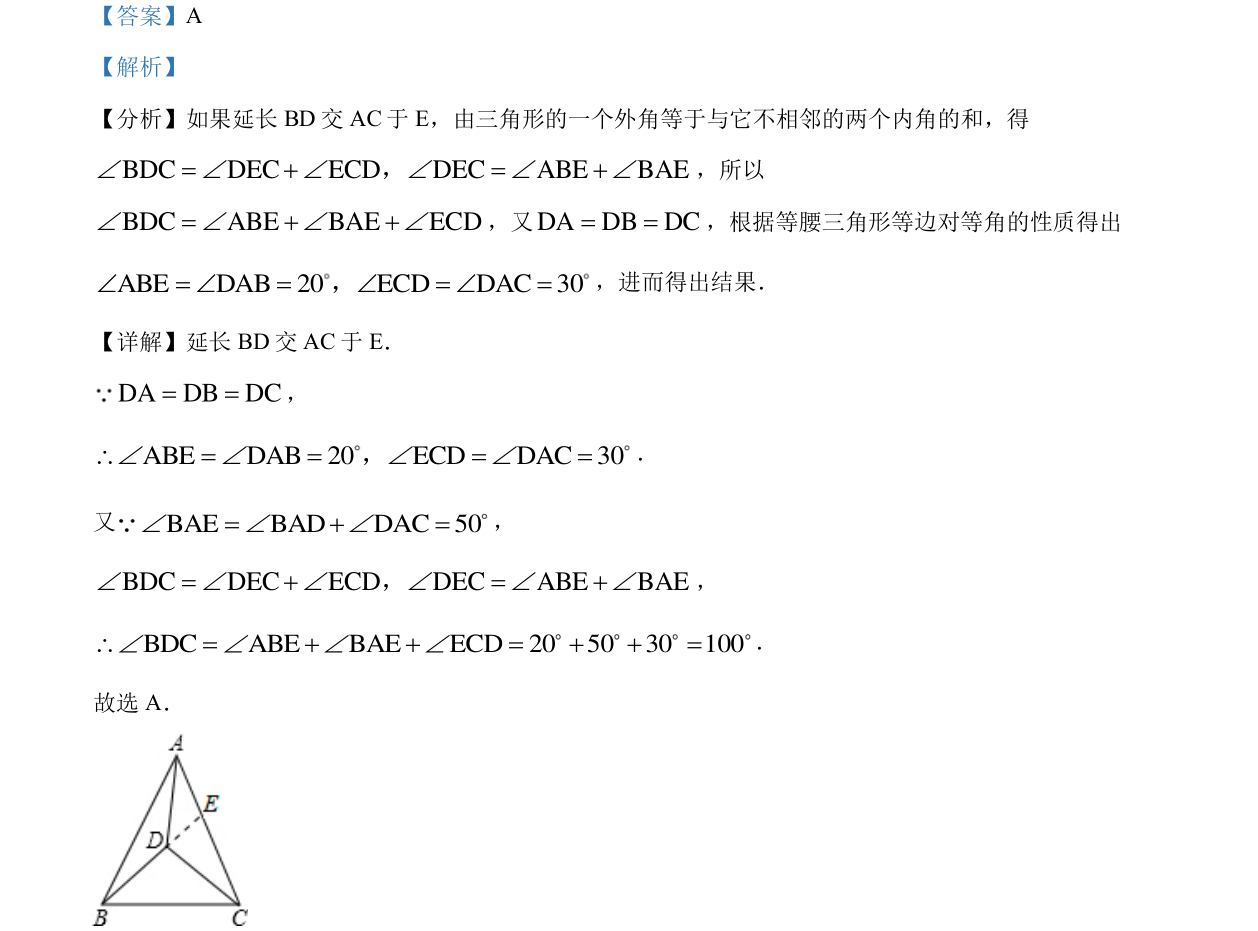 【答案】A
【解析】
【分析】如果延长 BD 交 AC 于 E，由三角形的一个外角等于与它不相邻的两个内角的和，得
∠BDC=∠DEC+∠ECD，∠DEC=∠ABE+∠BAE，所以
∠BDC=∠ABE+∠BAE+∠ECD，又DA=DB=DC，根据等腰三角形等边对等角的性质得出
∠ABE=∠DAB=20°，∠ECD=∠DAC=30°，进而得出结果．
【详解】延长 BD 交 AC 于 E．
∵DA=DB=DC，
∴∠ABE=∠DAB=20°，∠ECD=∠DAC=30°．
又∵∠BAE=∠BAD+∠DAC=50°，
∠BDC=∠DEC+∠ECD，∠DEC=∠ABE+∠BAE，
∴∠BDC=∠ABE+∠BAE+∠ECD=20°+50°+30°=100°．
故选 A．
A
E
D
B
C